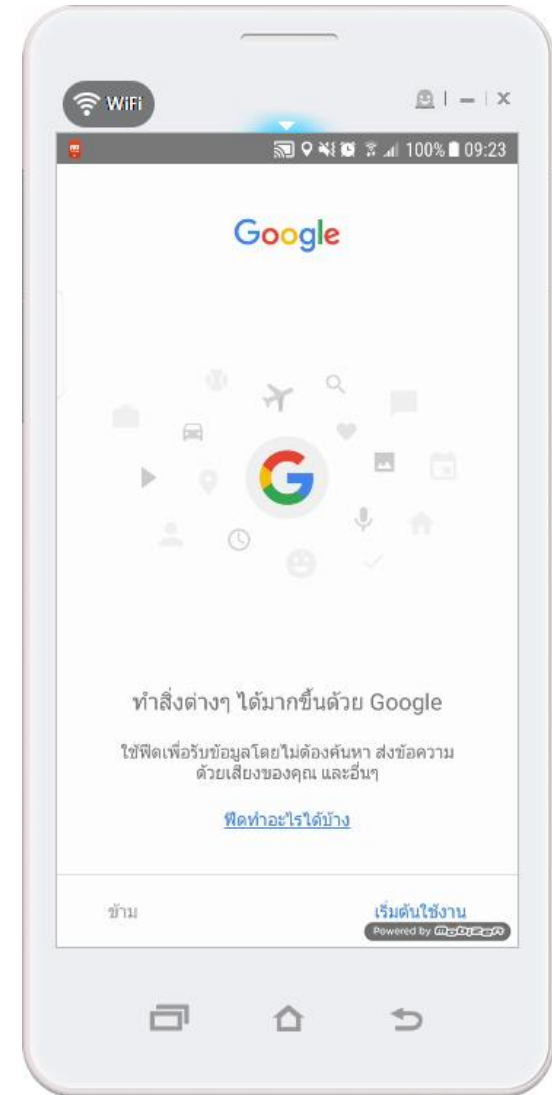 WiFi
100% 09:23
Google
ทำสิ่งต่างๆ ได้มากขึ้นด้วย Google
ใช้ฟีดเพื่อรับข้อมูลโดยไม่ต้องค้นหา ส่งข้อความ
ด้วยเสียงของคุณ และอื่นๆ
ฟีดทำอะไรได้บ้าง
ข้าม
เริ่มต้นใช้งาน
Powered by mobizen